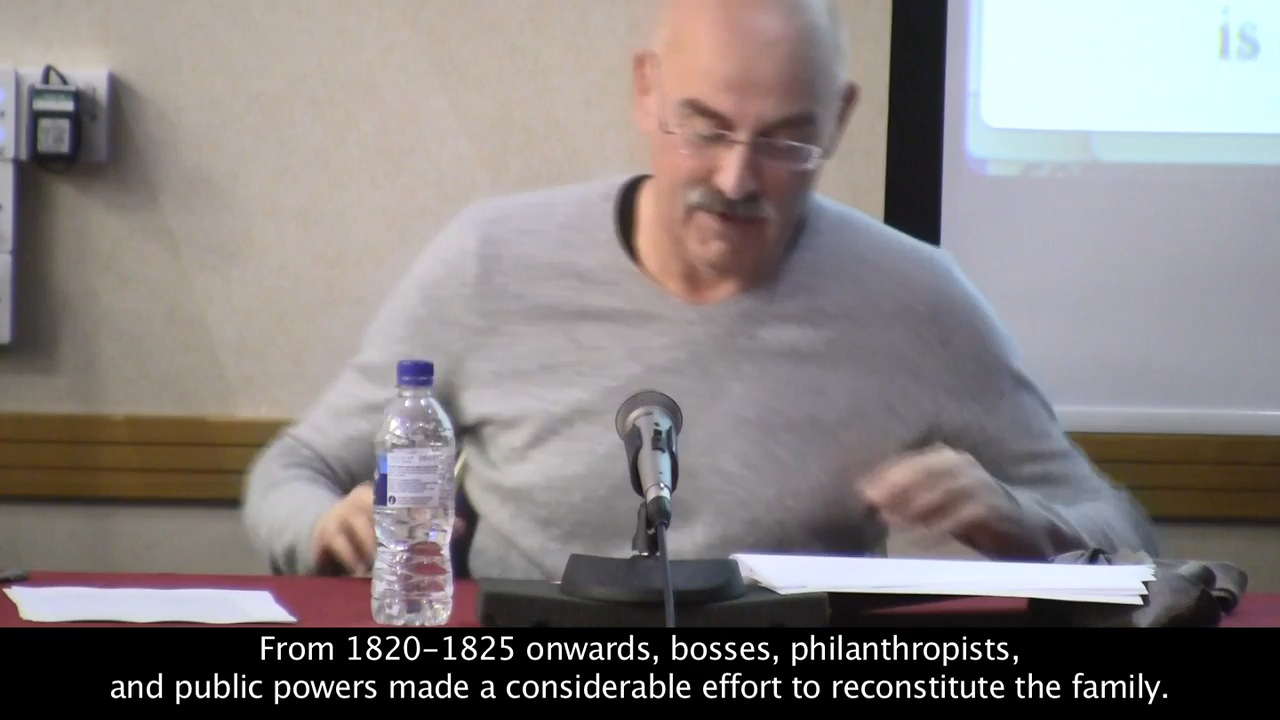 is
From 1820–1825 onwards, bosses, philanthropists,
and public powers made a considerable effort to reconstitute the family.